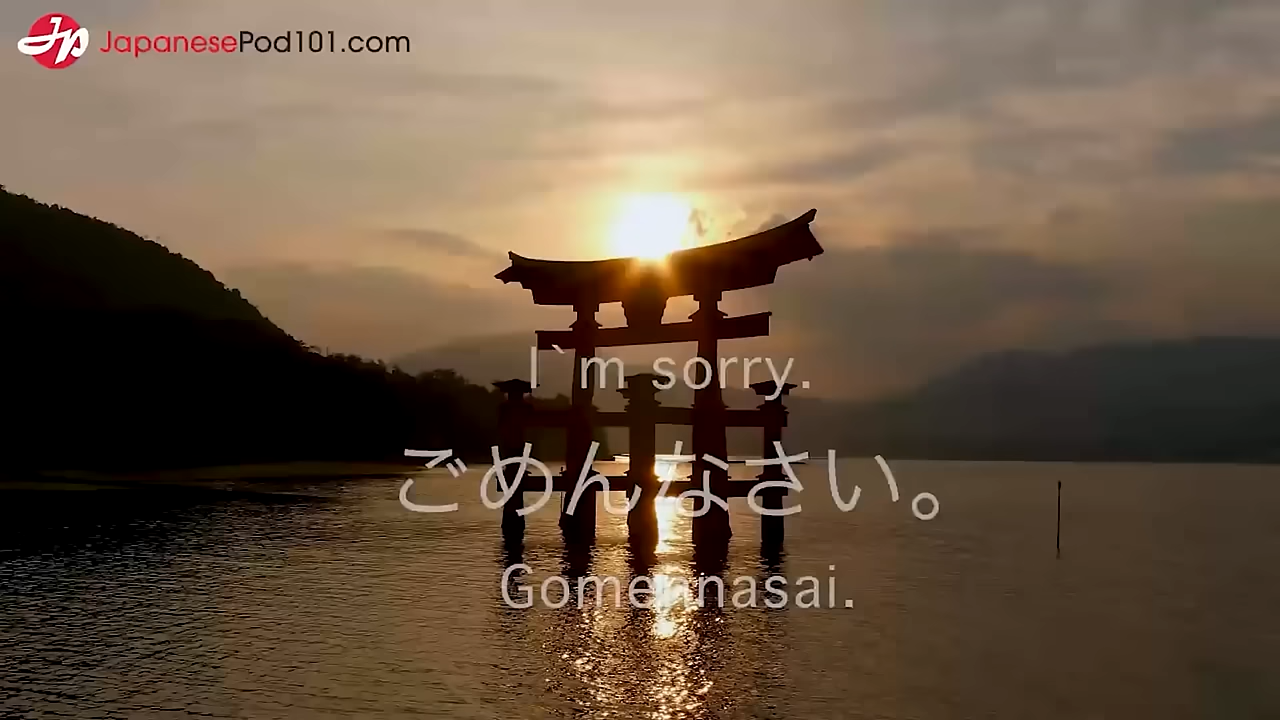 JapanesePod101.com
I`m sorry.
ごめんなさい。
Gomennasai.